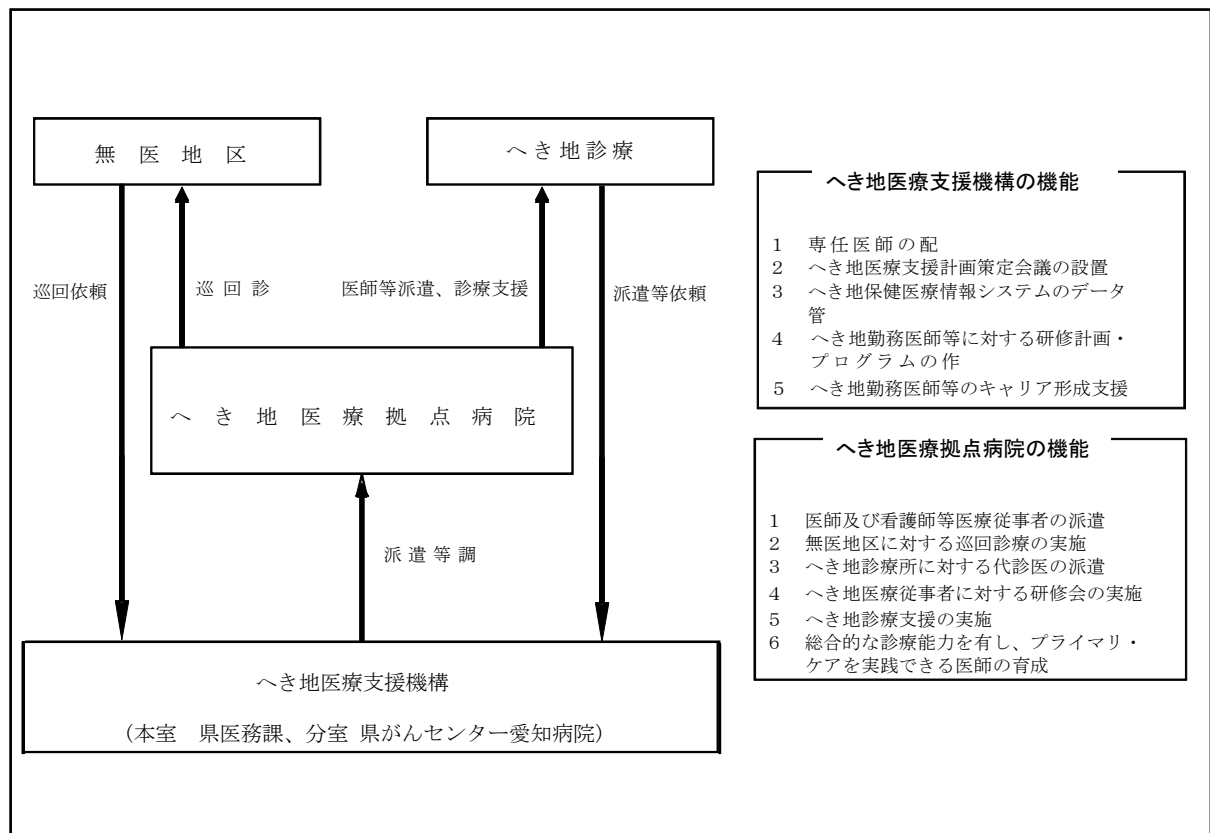 無医地区
へき地診療
巡回依頼
巡回診
医師等派遣、診療支援
派遣等依頼
へき地医療拠点病院
派遣等調
へき地医療支援機構
(本室　県医務課、分室 県がんセンター愛知病院)
へき地医療支援機構の機能
1　専任医師の配
2　へき地医療支援計画策定会議の設置
3　へき地保健医療情報システムのデータ
管
4　へき地勤務医師等に対する研修計画・
プログラムの作
5　へき地勤務医師等のキャリア形成支援
へき地医療拠点病院の機能
1　医師及び看護師等医療従事者の派遣
2　無医地区に対する巡回診療の実施
3　へき地診療所に対する代診医の派遣
4　へき地医療従事者に対する研修会の実施
5　へき地診療支援の実施
6　総合的な診療能力を有し、プライマリ・
ケアを実践できる医師の育成